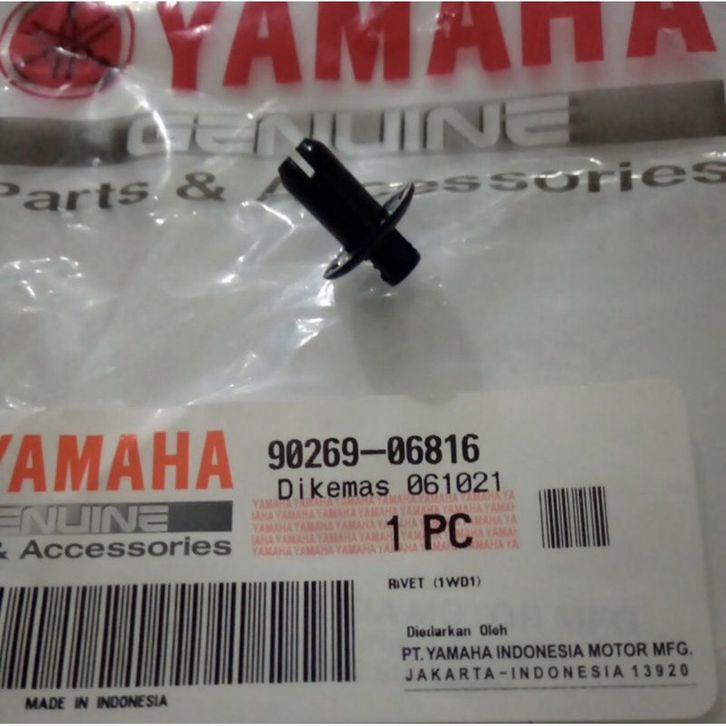 YAMAHA
GENUINE
Parts & Accessories
YAMAHA
90269-06816
Dikemas 061021
GENUINE
1 PC
& Accessories
RiVET (1WD1)
Diedarkan Oleh
PT. YAMAHA INDONESIA MOTOR MFG.
JAKARTA-INDONESIA 13920
MADE IN INDONESIA